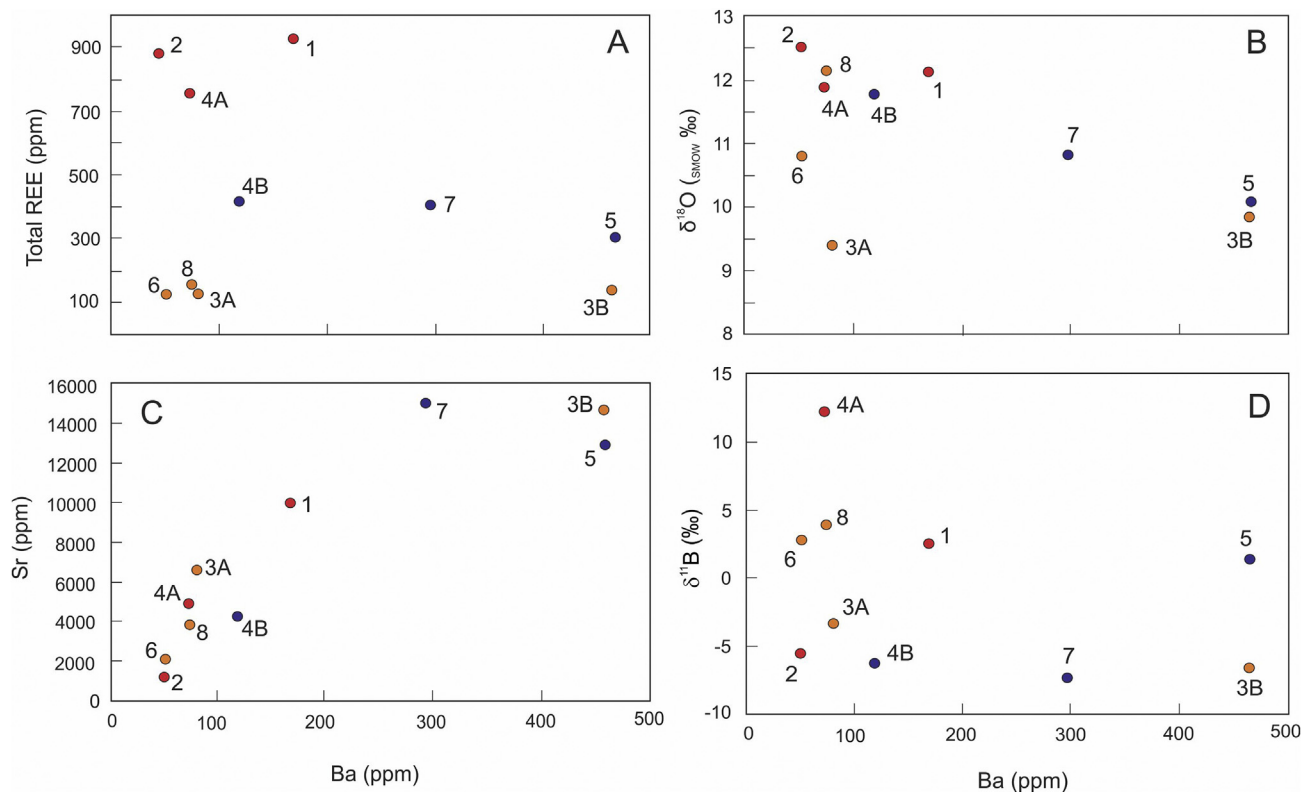 A
Total REE (ppm)
900
700
500
300
100
2
1
4A
4B
7
5
8
6
3A
3B
B
δ¹⁸O (SMOW ‰)
13
12
11
10
9
8
2
8
4A
4B
1
7
6
5
3B
3A
C
Sr (ppm)
16000
14000
12000
10000
8000
6000
4000
2000
0
7
3B
5
1
3A
4A
8
4B
6
2
0
100
200
300
400
500
Ba (ppm)
D
δ¹¹B (‰)
15
10
5
0
-5
-10
4A
8
6
1
5
3A
2
4B
7
3B
0
100
200
300
400
500
Ba (ppm)